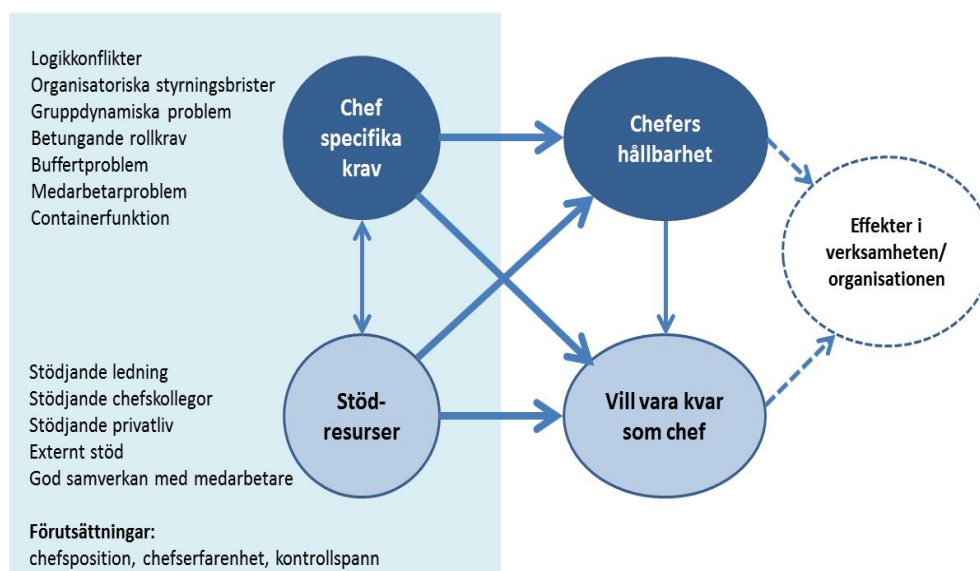 Logikkonflikter
Organisatoriska styrningsbrister
Gruppdynamiska problem
Betungande rollkrav
Buffertproblem
Medarbetarproblem
Containerfunktion
Chef
specifika
krav
Chefers
hållbarhet
Effekter i
verksamheten/
organisationen
Stödjande ledning
Stödjande chefskollegor
Stödjande privatliv
Externt stöd
God samverkan med medarbetare
Stöd-
resurser
Vill vara kvar
som chef
Förutsättningar:
chefsposition, chefserfarenhet, kontrollspann